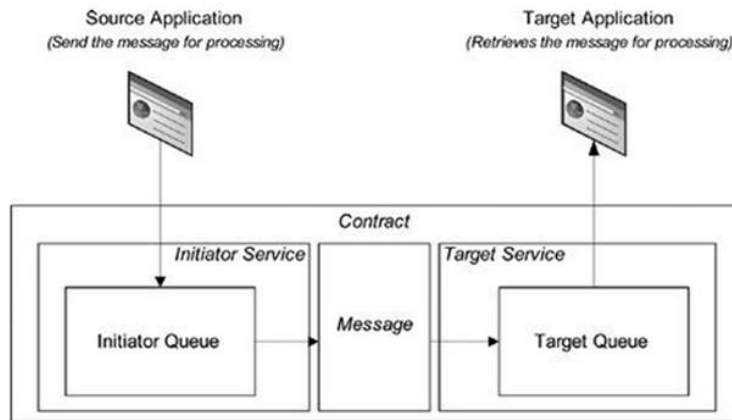 Source Application
(Send the message for processing)
Target Application
(Retrieves the message for processing)
Contract
Initiator Service
Target Service
Initiator Queue
Message
Target Queue